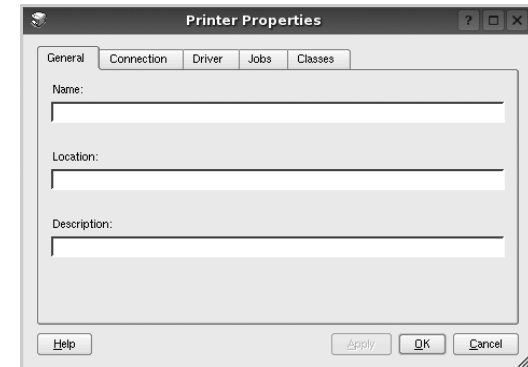 Printer Properties ?
General Connection Driver Jobs Classes
Name:
Location:
Description:
Help Apply OK Cancel